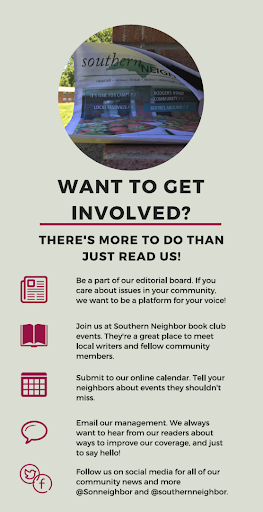 southern
NEIGH
WANT TO GET
INVOLVED?
THERE'S MORE TO DO THAN
JUST READ US!
Be a part of our editorial board. If you
care about issues in your community,
we want to be a platform for your voice!
Join us at Southern Neighbor book club
events. They're a great place to meet
local writers and fellow community
members.
Submit to our online calendar. Tell your
neighbors about events they shouldn't
miss.
Email our management. We always
want to hear from our readers about
ways to improve our coverage, and just
to say hello!
Follow us on social media for all of our
community news and more
@Sonneighbor and @southernneighbor.